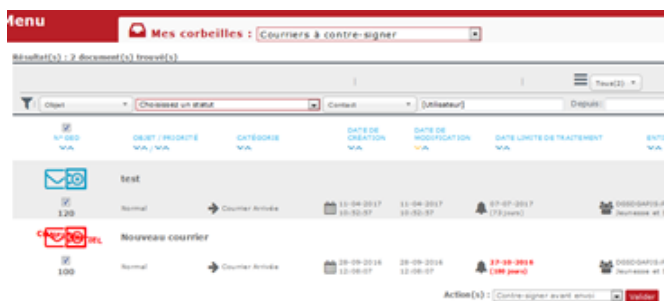 Menu
Mes corbeilles : Courriers à contre-signer
Résultat(s) : 2 document(s) trouvé(s)
Tous(2)
Objet Choisissez un statut Contact [Utilisateur] Depuis:
N° GED OBJET / PRIORITÉ CATÉGORIE DATE DE CRÉATION DATE DE MODIFICATION DATE LIMITE DE TRAITEMENT ENTI
test
120 Normal Courrier Arrivée 11-04-2017 10:52:57 11-04-2017 10:52:57 07-07-2017 (73 jours)
Nouveau courrier
100 Normal Courrier Arrivée 28-09-2016 12:08:07 28-09-2016 12:08:07 27-10-2016
Action(s) : Contre-signer avant envoi Valider